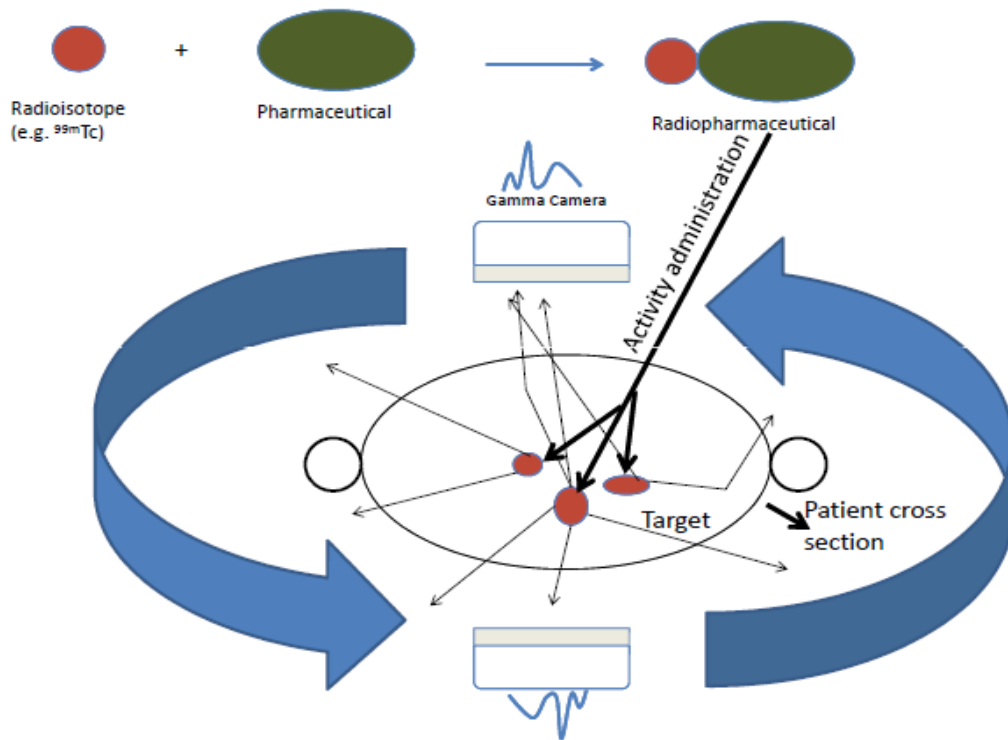 +
Radioisotope
(e.g. ⁹⁹ᵐTc)
Pharmaceutical
Radiopharmaceutical
Gamma Camera
Activity administration
Target
Patient cross
section